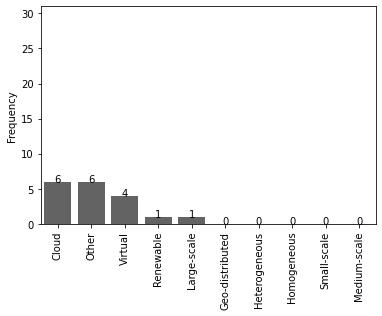 30
25
20
15
10
5
0
Frequency
6 6 4 1 1 0 0 0 0 0
Cloud
Other
Virtual
Renewable
Large-scale
Geo-distributed
Heterogeneous
Homogeneous
Small-scale
Medium-scale